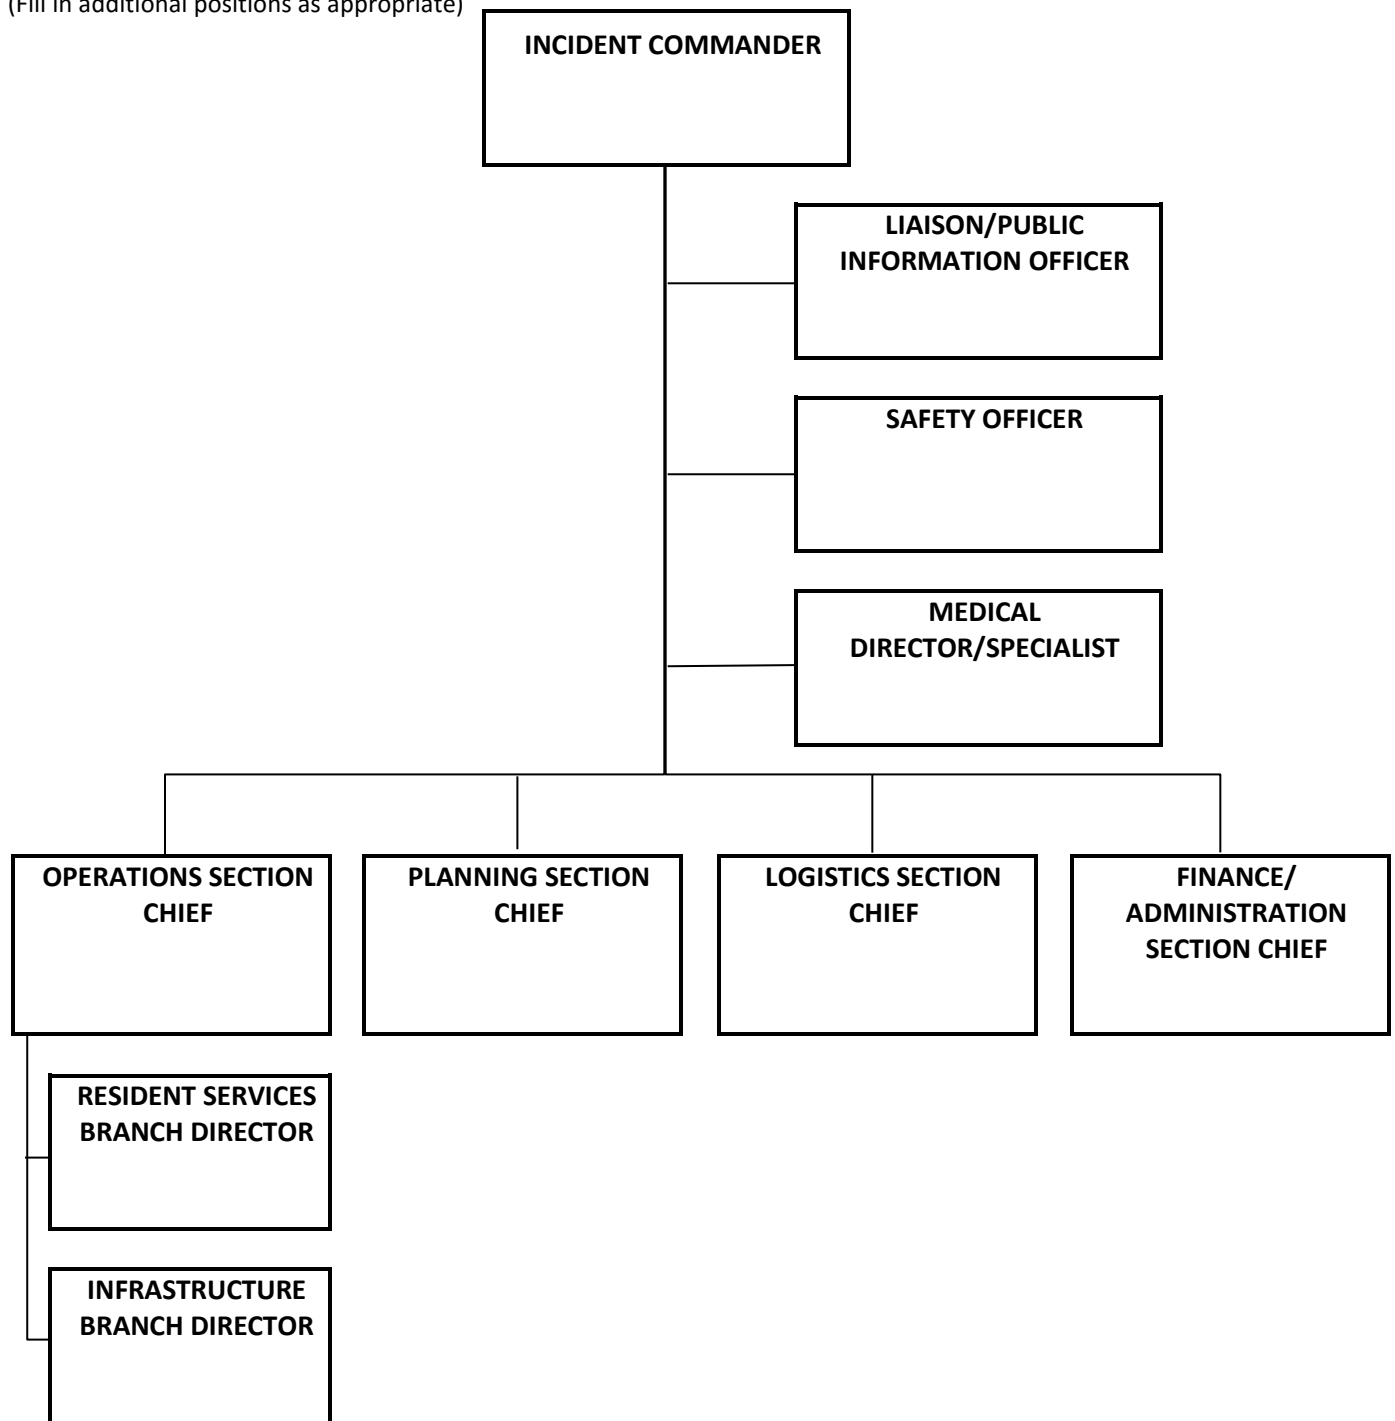 (Fill in additional positions as appropriate)
INCIDENT COMMANDER
LIAISON/PUBLIC
INFORMATION OFFICER
SAFETY OFFICER
MEDICAL
DIRECTOR/SPECIALIST
OPERATIONS SECTION
CHIEF
PLANNING SECTION
CHIEF
LOGISTICS SECTION
CHIEF
FINANCE/
ADMINISTRATION
SECTION CHIEF
RESIDENT SERVICES
BRANCH DIRECTOR
INFRASTRUCTURE
BRANCH DIRECTOR